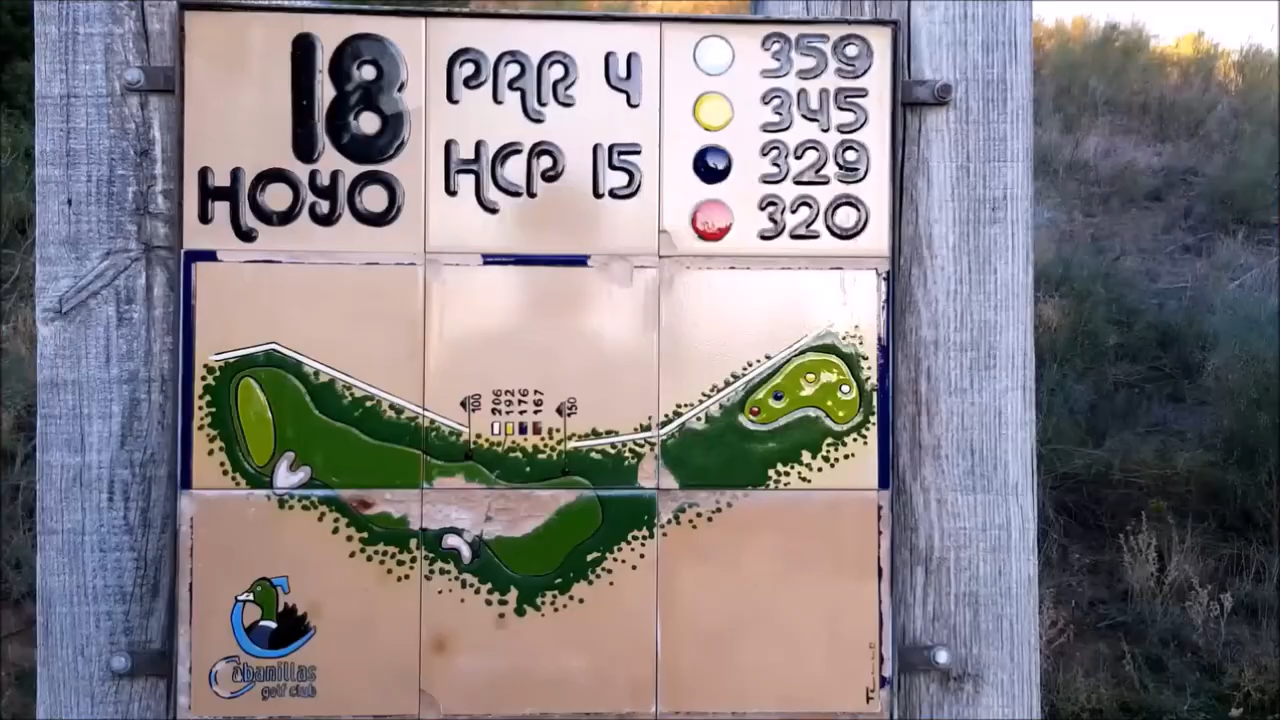 18
HOYO
PAR 4
HCP 15
359
345
329
320
100
206
192
176
167
150
Cabanillas
golf club